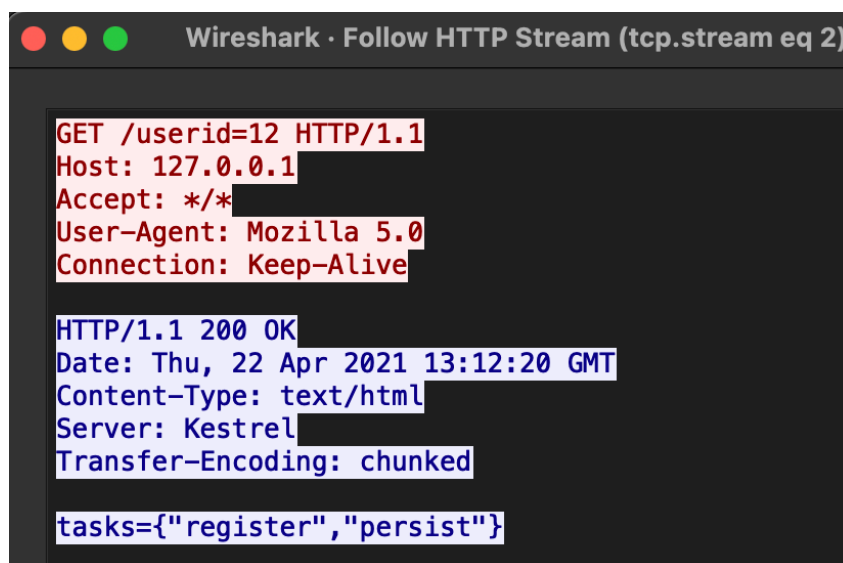 Wireshark · Follow HTTP Stream (tcp.stream eq 2)
GET /userid=12 HTTP/1.1
Host: 127.0.0.1
Accept: */*
User-Agent: Mozilla 5.0
Connection: Keep-Alive
HTTP/1.1 200 OK
Date: Thu, 22 Apr 2021 13:12:20 GMT
Content-Type: text/html
Server: Kestrel
Transfer-Encoding: chunked
tasks={"register","persist"}